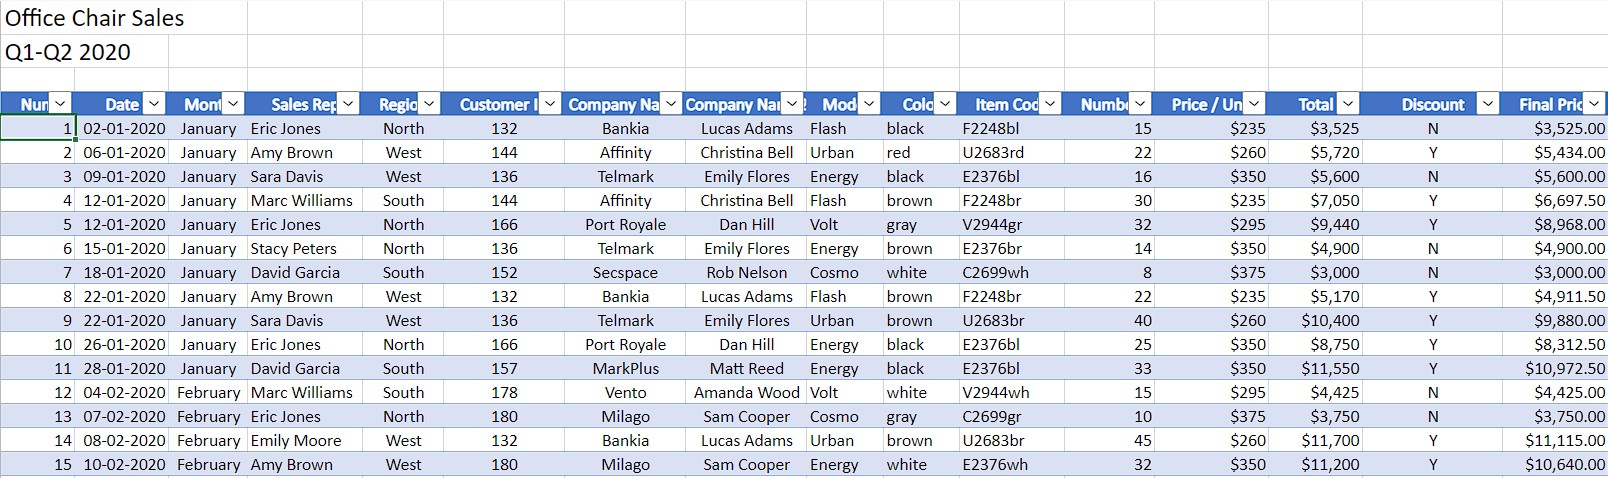 Office Chair Sales
Q1-Q2 2020
Num Date Mont Sales Rep Regio Customer I Company Na Company Nam Mode Colo Item Cod Numbe Price / Un Total Discount Final Pric
1 02-01-2020 January Eric Jones North 132 Bankia Lucas Adams Flash black F2248bl 15 $235 $3,525 N $3,525.00
2 06-01-2020 January Amy Brown West 144 Affinity Christina Bell Urban red U2683rd 22 $260 $5,720 Y $5,434.00
3 09-01-2020 January Sara Davis West 136 Telmark Emily Flores Energy black E2376bl 16 $350 $5,600 N $5,600.00
4 12-01-2020 January Marc Williams South 144 Affinity Christina Bell Flash brown F2248br 30 $235 $7,050 Y $6,697.50
5 12-01-2020 January Eric Jones North 166 Port Royale Dan Hill Volt gray V2944gr 32 $295 $9,440 Y $8,968.00
6 15-01-2020 January Stacy Peters North 136 Telmark Emily Flores Energy brown E2376br 14 $350 $4,900 N $4,900.00
7 18-01-2020 January David Garcia South 152 Secspace Rob Nelson Cosmo white C2699wh 8 $375 $3,000 N $3,000.00
8 22-01-2020 January Amy Brown West 132 Bankia Lucas Adams Flash brown F2248br 22 $235 $5,170 Y $4,911.50
9 22-01-2020 January Sara Davis West 136 Telmark Emily Flores Urban brown U2683br 40 $260 $10,400 Y $9,880.00
10 26-01-2020 January Eric Jones North 166 Port Royale Dan Hill Energy black E2376bl 25 $350 $8,750 Y $8,312.50
11 28-01-2020 January David Garcia South 157 MarkPlus Matt Reed Energy black E2376bl 33 $350 $11,550 Y $10,972.50
12 04-02-2020 February Marc Williams South 178 Vento Amanda Wood Volt white V2944wh 15 $295 $4,425 N $4,425.00
13 07-02-2020 February Eric Jones North 180 Milago Sam Cooper Cosmo gray C2699gr 10 $375 $3,750 N $3,750.00
14 08-02-2020 February Emily Moore West 132 Bankia Lucas Adams Urban brown U2683br 45 $260 $11,700 Y $11,115.00
15 10-02-2020 February Amy Brown West 180 Milago Sam Cooper Energy white E2376wh 32 $350 $11,200 Y $10,640.00